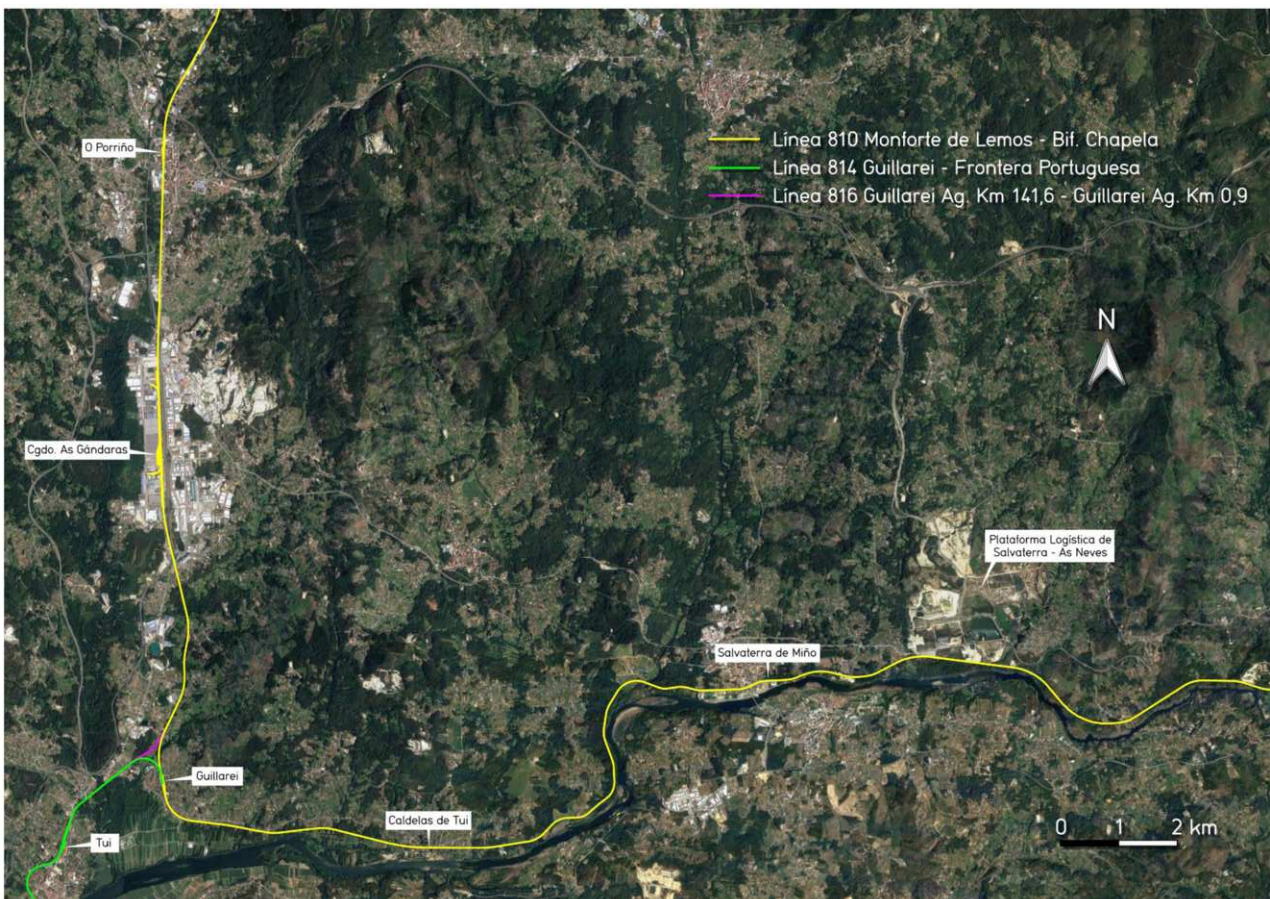 O Porriño
Línea 810 Monforte de Lemos - Bif. Chapela
Línea 814 Guillarei - Frontera Portuguesa
Línea 816 Guillarei Ag. Km 141,6 - Guillarei Ag. Km 0,9
N
Cgdo. As Gándaras
Plataforma Logística de
Salvaterra - As Neves
Salvaterra de Miño
Guillarei
Caldelas de Tui
Tui
0 1 2 km